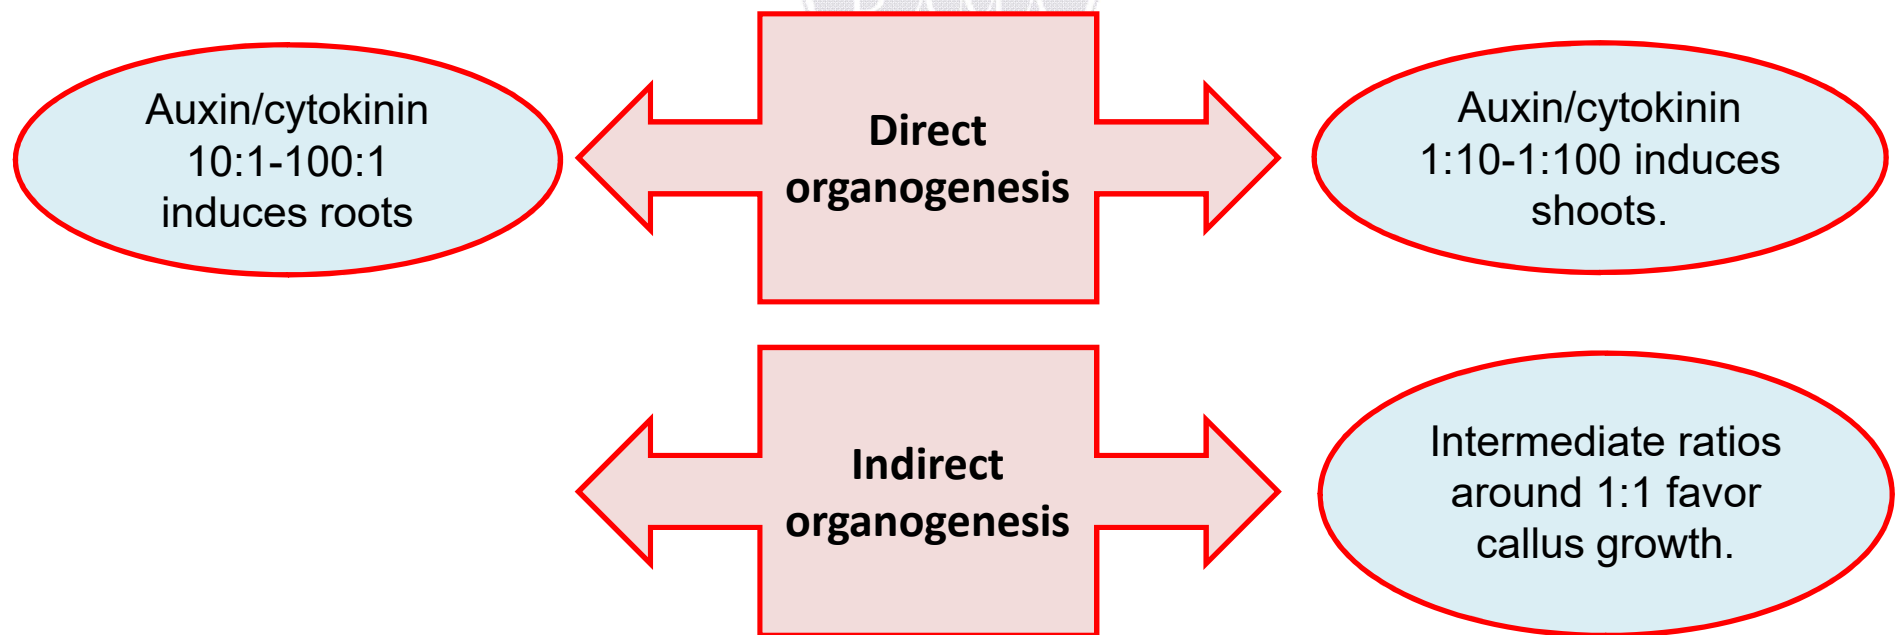 Auxin/cytokinin
10:1-100:1
induces roots
Direct
organogenesis
Auxin/cytokinin
1:10-1:100 induces
shoots.
Indirect
organogenesis
Intermediate ratios
around 1:1 favor
callus growth.